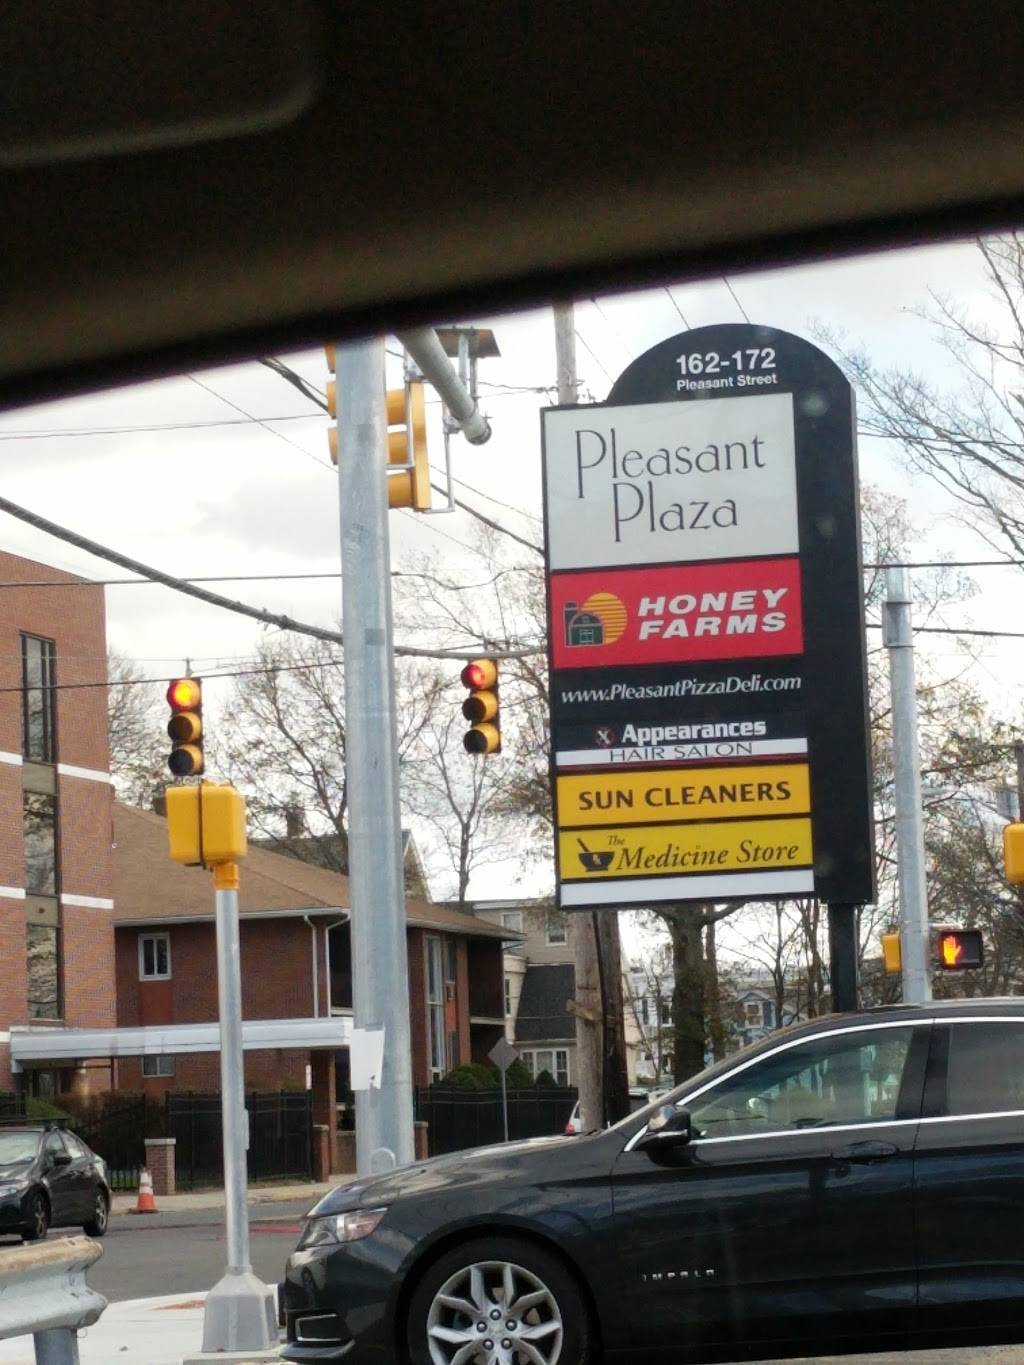 162-172
Pleasant Street
Pleasant
Plaza
HONEY
FARMS
www.PleasantPizzaDeli.com
Appearances
HAIR SALON
SUN CLEANERS
The
Medicine Store
IMPALA